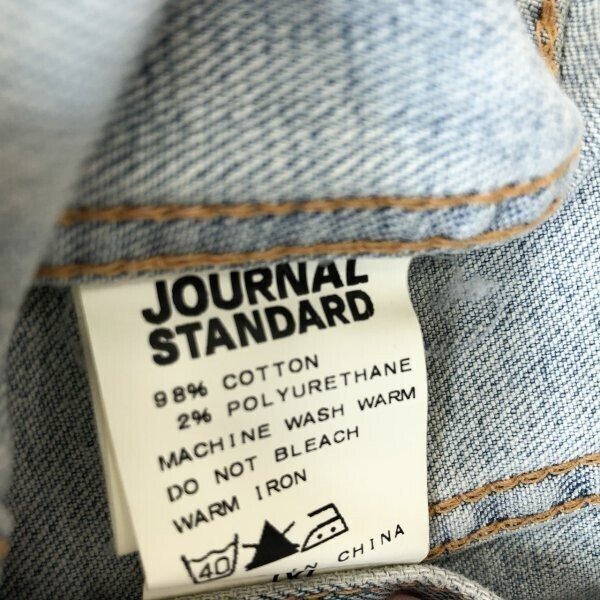 JOURNAL
STANDARD
98% COTTON
2% POLYURETHANE
MACHINE WASH WARM
DO NOT BLEACH
WARM IRON
40
CHINA